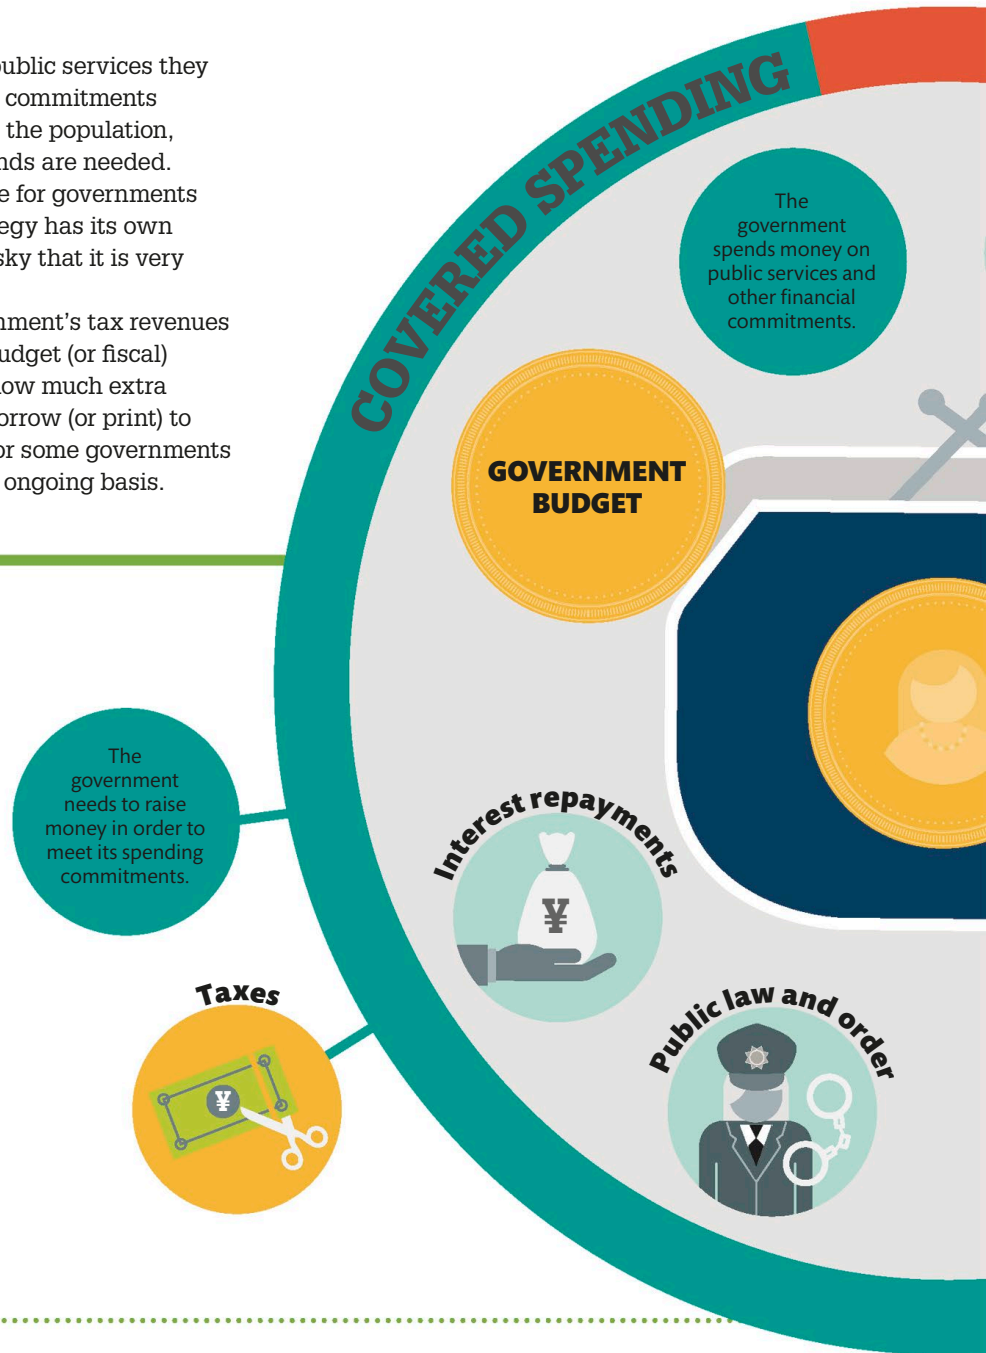 public services they
commitments
the population,
nds are needed.
e for governments
egy has its own
sky that it is very
nment's tax revenues
udget (or fiscal)
how much extra
orrow (or print) to
or some governments
ongoing basis.
COVERED SPENDING
The
government
spends money on
public services and
other financial
commitments.
GOVERNMENT
BUDGET
The
government
needs to raise
money in order to
meet its spending
commitments.
Interest repayments
¥
Taxes
¥
Public law and order